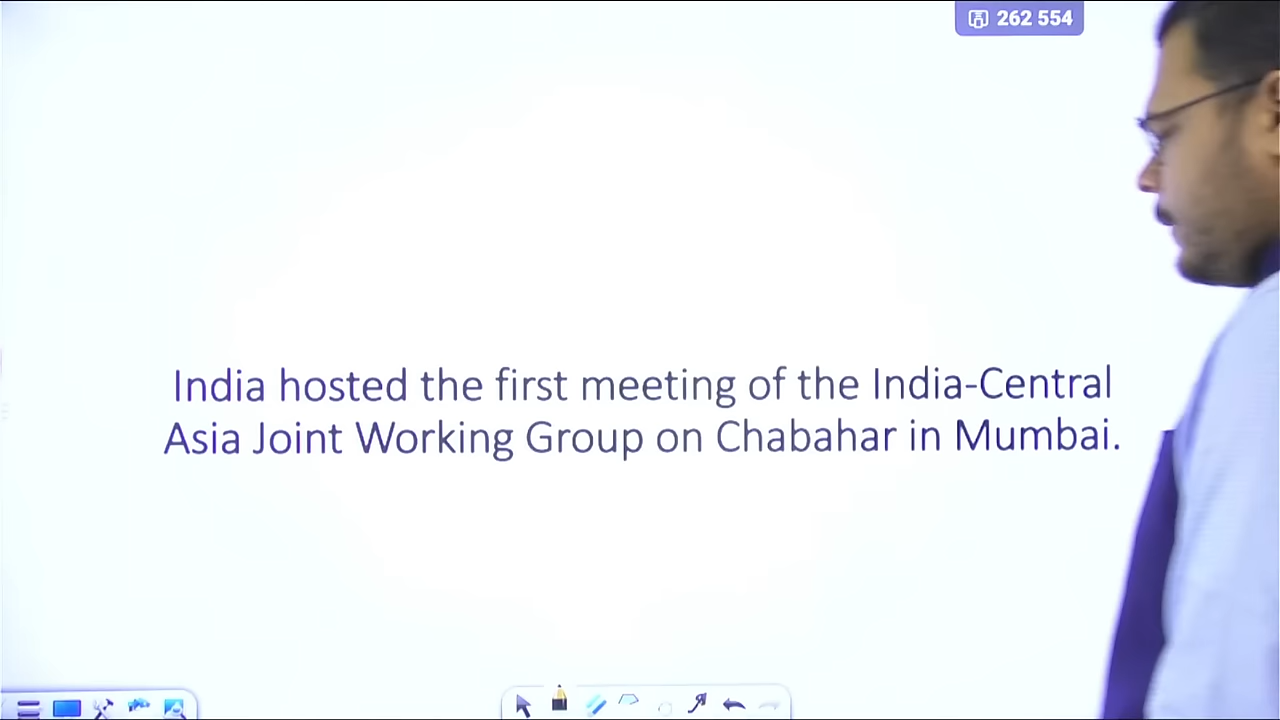 262 554
India hosted the first meeting of the India-Central
Asia Joint Working Group on Chabahar in Mumbai.